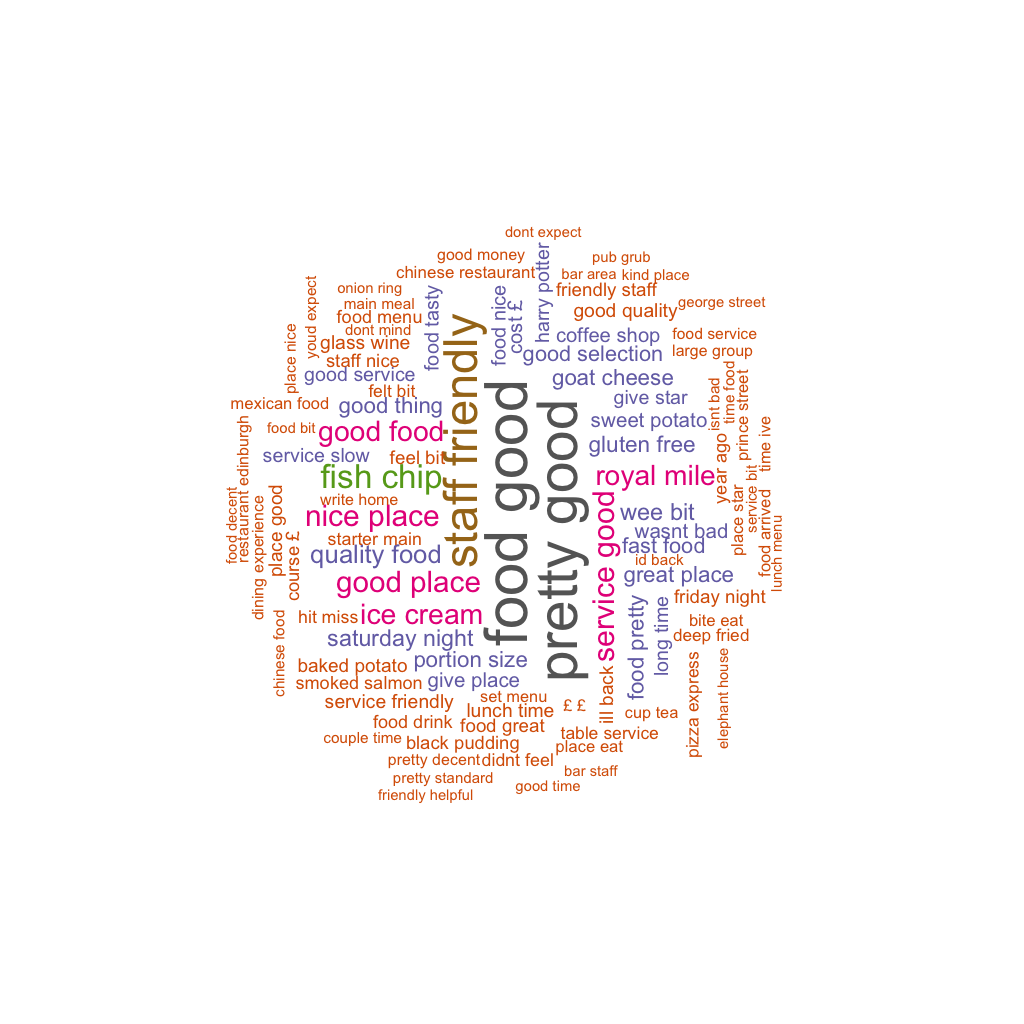 dont expect
good money
pub grub
chinese restaurant
bar area
kind place
harry potter
onion ring
main meal
food menu
dont mind
glass wine
staff nice
good service
felt bit
youd expect
place nice
food tasty
food nice
cost £
friendly staff
good quality
george street
coffee shop
food service
good selection
large group
goat cheese
give star
sweet potato
gluten free
isnt bad
time food
prince street
time ive
mexican food
good thing
food bit
good food
service slow
feel bit
fish chip
staff friendly
food good
pretty good
royal mile
year ago
service bit
place star
food arrived
lunch menu
write home
nice place
starter main
quality food
good place
ice cream
hit miss
saturday night
restaurant edinburgh
food decent
dining experience
place good
course £
chinese food
service good
wee bit
wasnt bad
fast food
id back
great place
friday night
bite eat
deep fried
food pretty
long time
baked potato
portion size
smoked salmon
give place
service friendly
set menu
lunch time
£ £
ill back
cup tea
pizza express
elephant house
food drink
food great
table service
couple time
black pudding
place eat
pretty decent
didnt feel
bar staff
pretty standard
good time
friendly helpful